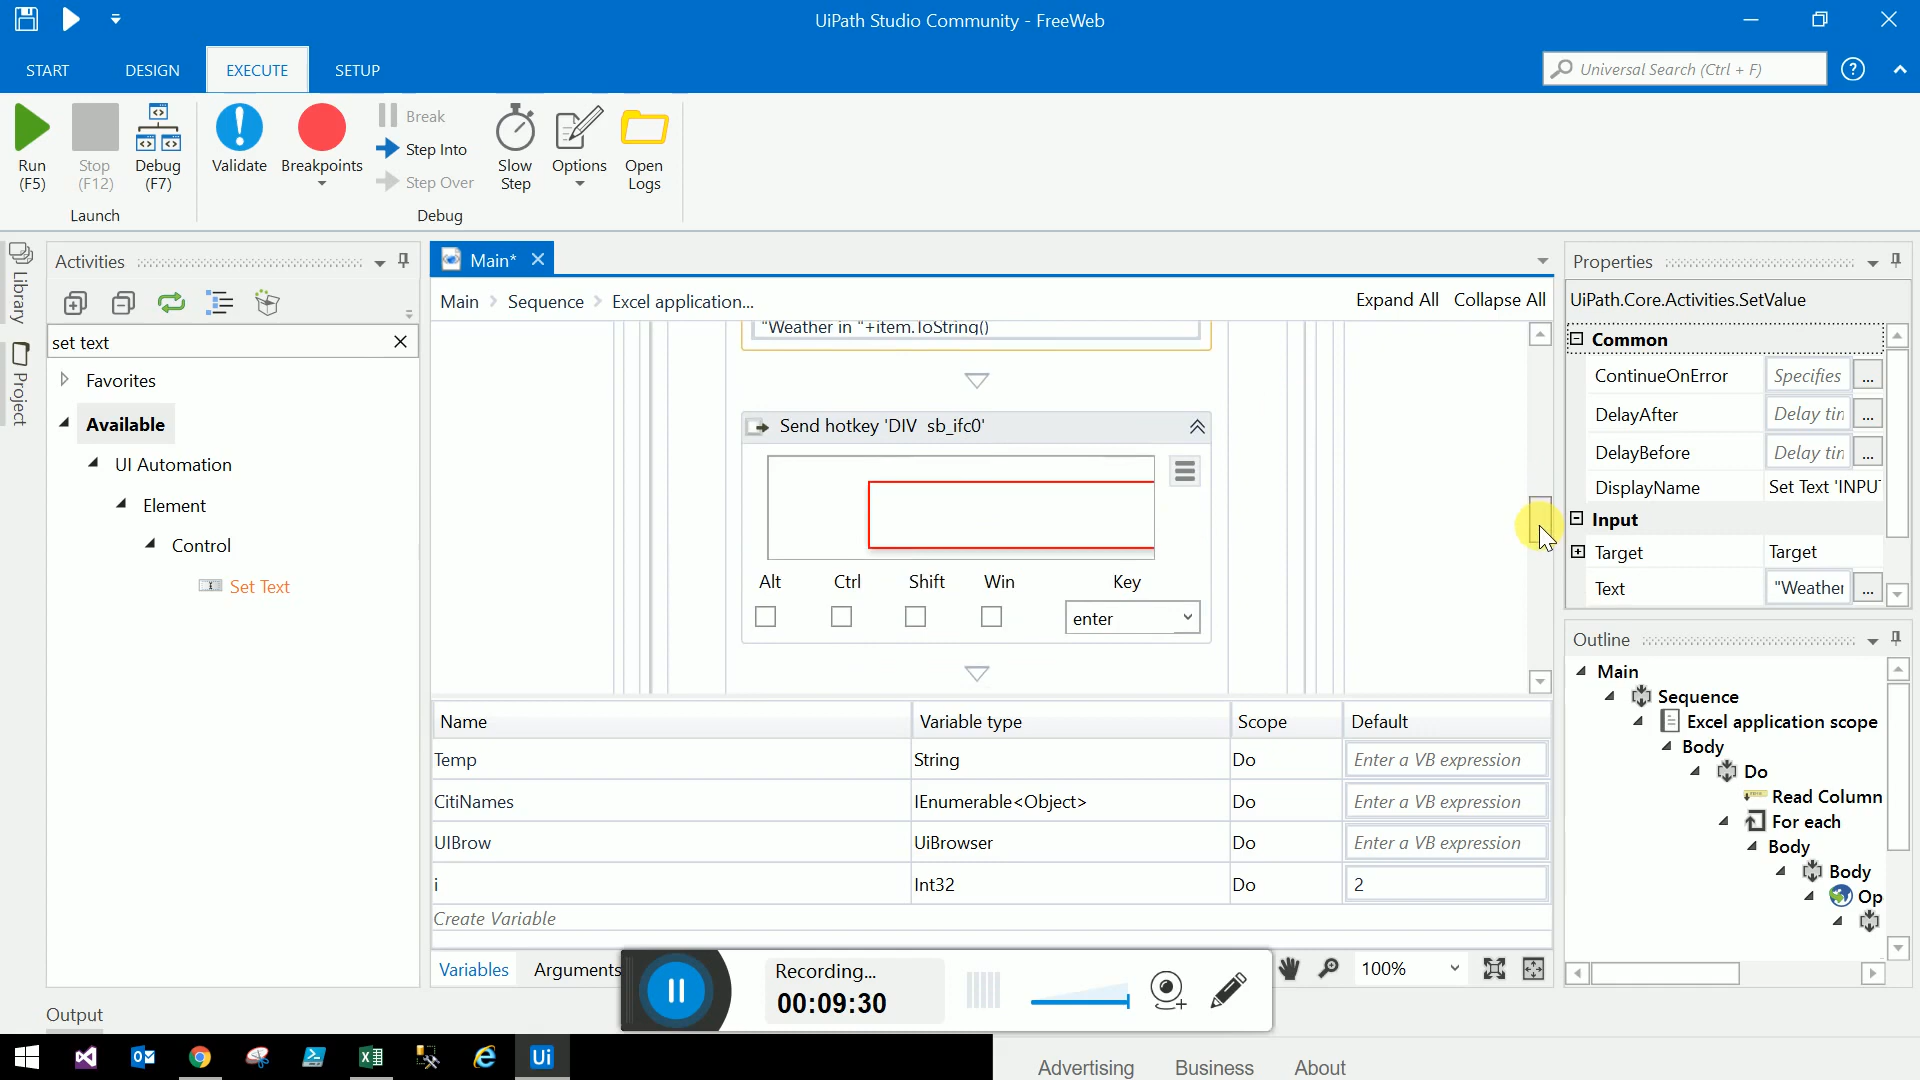 UiPath Studio Community - FreeWeb
START DESIGN EXECUTE SETUP
Universal Search (Ctrl + F)
Run (F5)
Stop (F12)
Debug (F7)
Launch
Validate
Breakpoints
Break
Step Into
Step Over
Debug
Slow Step
Options
Open Logs
Library
Project
Activities
set text
Favorites
Available
UI Automation
Element
Control
Set Text
Main*
Main Sequence Excel application...
Expand All Collapse All
"Weather in "+item.ToString()
Send hotkey 'DIV sb_ifc0'
Alt Ctrl Shift Win Key
enter
Name Variable type Scope Default
Temp String Do Enter a VB expression
CitiNames IEnumerable<Object> Do Enter a VB expression
UIBrow UiBrowser Do Enter a VB expression
i Int32 Do 2
Create Variable
Variables Arguments
100%
Recording...
00:09:30
Properties
UiPath.Core.Activities.SetValue
Common
ContinueOnError Specifies ...
DelayAfter Delay tin ...
DelayBefore Delay tin ...
DisplayName Set Text 'INPU
Input
Target Target
Text "Weather ...
Outline
Main
Sequence
Excel application scope
Body
Do
Read Column
For each
Body
Body
Op
Output
Ui
Advertising Business About